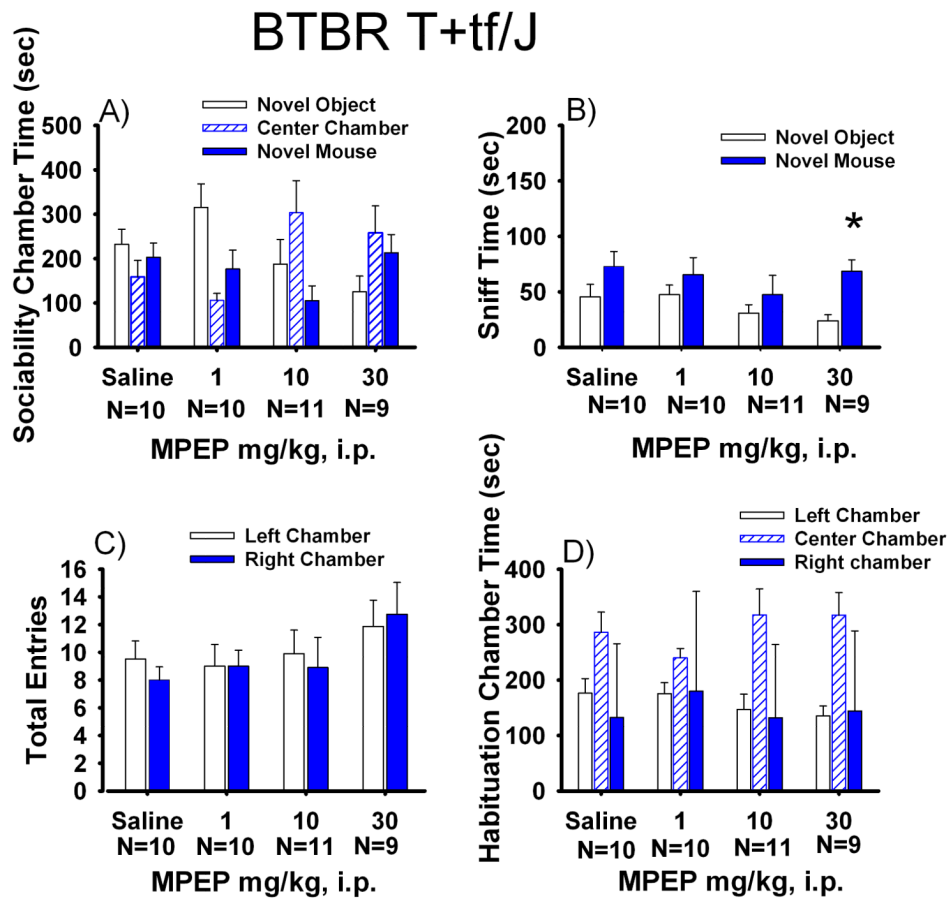 BTBR T+tf/J
A)
Novel Object
Center Chamber
Novel Mouse
Sociability Chamber Time (sec)
500
400
300
200
100
0
Saline 1 10 30
N=10 N=10 N=11 N=9
MPEP mg/kg, i.p.
B)
Novel Object
Novel Mouse
Sniff Time (sec)
200
150
100
50
0
*
Saline 1 10 30
N=10 N=10 N=11 N=9
MPEP mg/kg, i.p.
C)
Left Chamber
Right Chamber
Total Entries
16
14
12
10
8
6
4
2
0
Saline 1 10 30
N=10 N=10 N=11 N=9
MPEP mg/kg, i.p.
D)
Left Chamber
Center Chamber
Right chamber
Habituation Chamber Time (sec)
400
300
200
100
0
Saline 1 10 30
N=10 N=10 N=11 N=9
MPEP mg/kg, i.p.